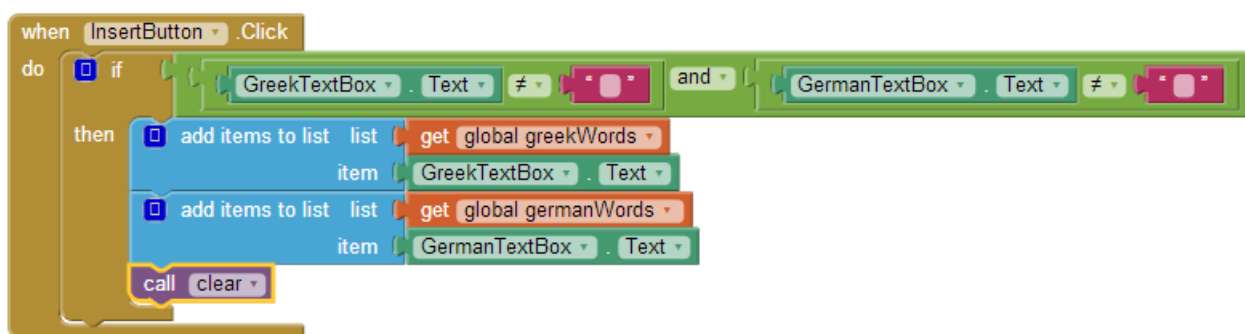 when InsertButton .Click
do if GreekTextBox . Text ≠ “ ” and GermanTextBox . Text ≠ “ ”
then add items to list list get global greekWords
item GreekTextBox . Text
add items to list list get global germanWords
item GermanTextBox . Text
call clear